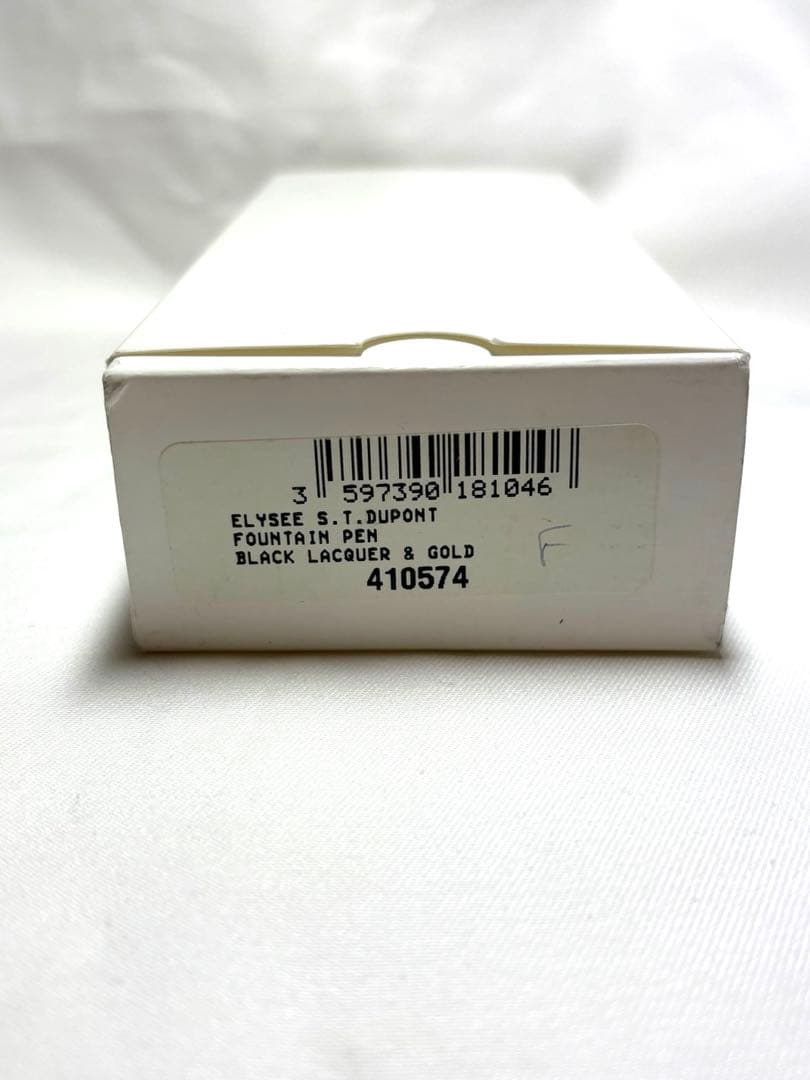 3 597390 181046
ELYSEE S.T.DUPONT
FOUNTAIN PEN
BLACK LACQUER & GOLD
F
410574